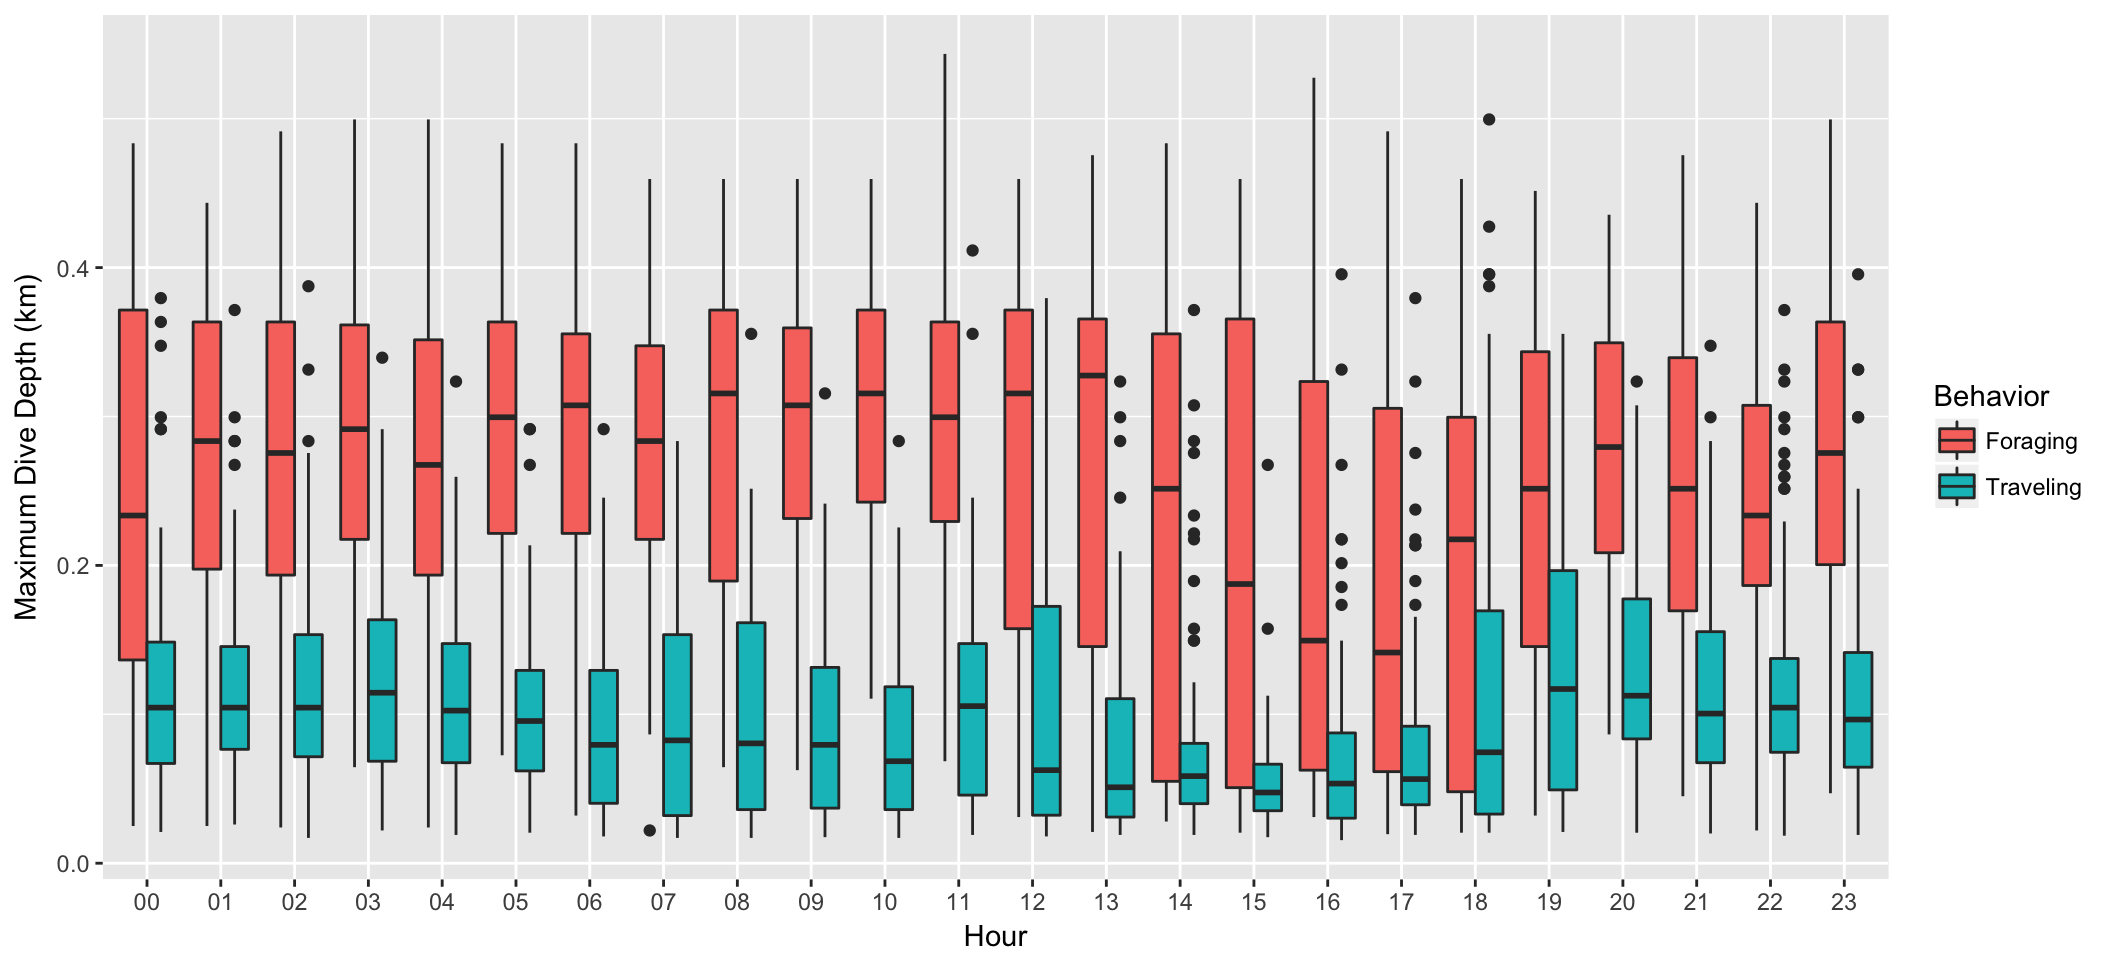 Maximum Dive Depth (km)
0.4
0.2
0.0
00 01 02 03 04 05 06 07 08 09 10 11 12 13 14 15 16 17 18 19 20 21 22 23
Hour
Behavior
Foraging
Traveling